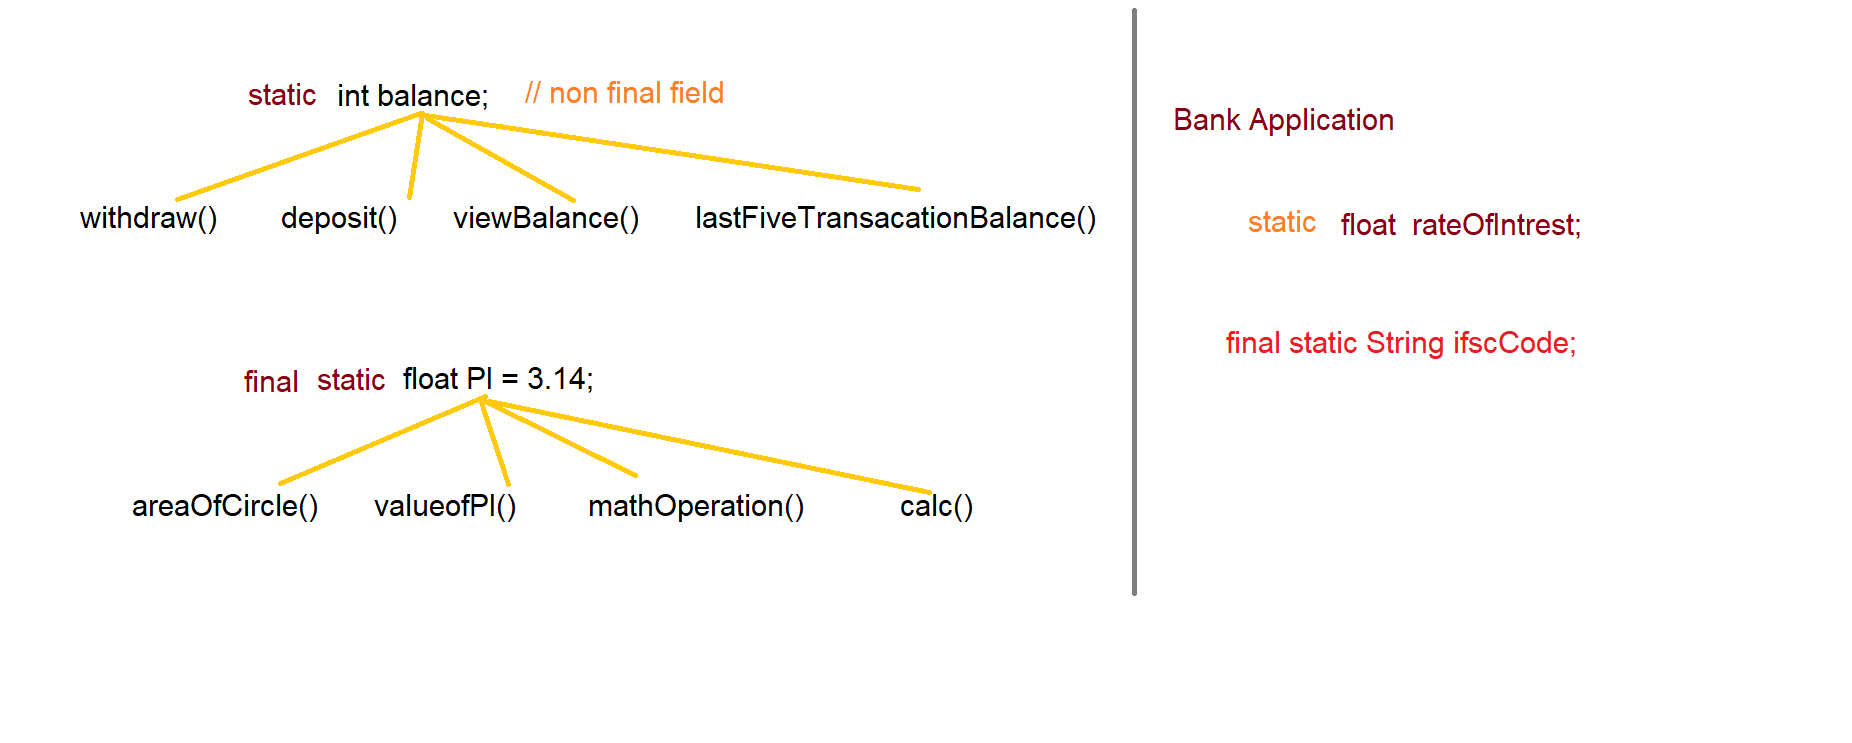 static int balance; // non final field
withdraw() deposit() viewBalance() lastFiveTransacationBalance()
final static float PI = 3.14;
areaOfCircle() valueofPI() mathOperation() calc()
Bank Application
static float rateOfIntrest;
final static String ifscCode;